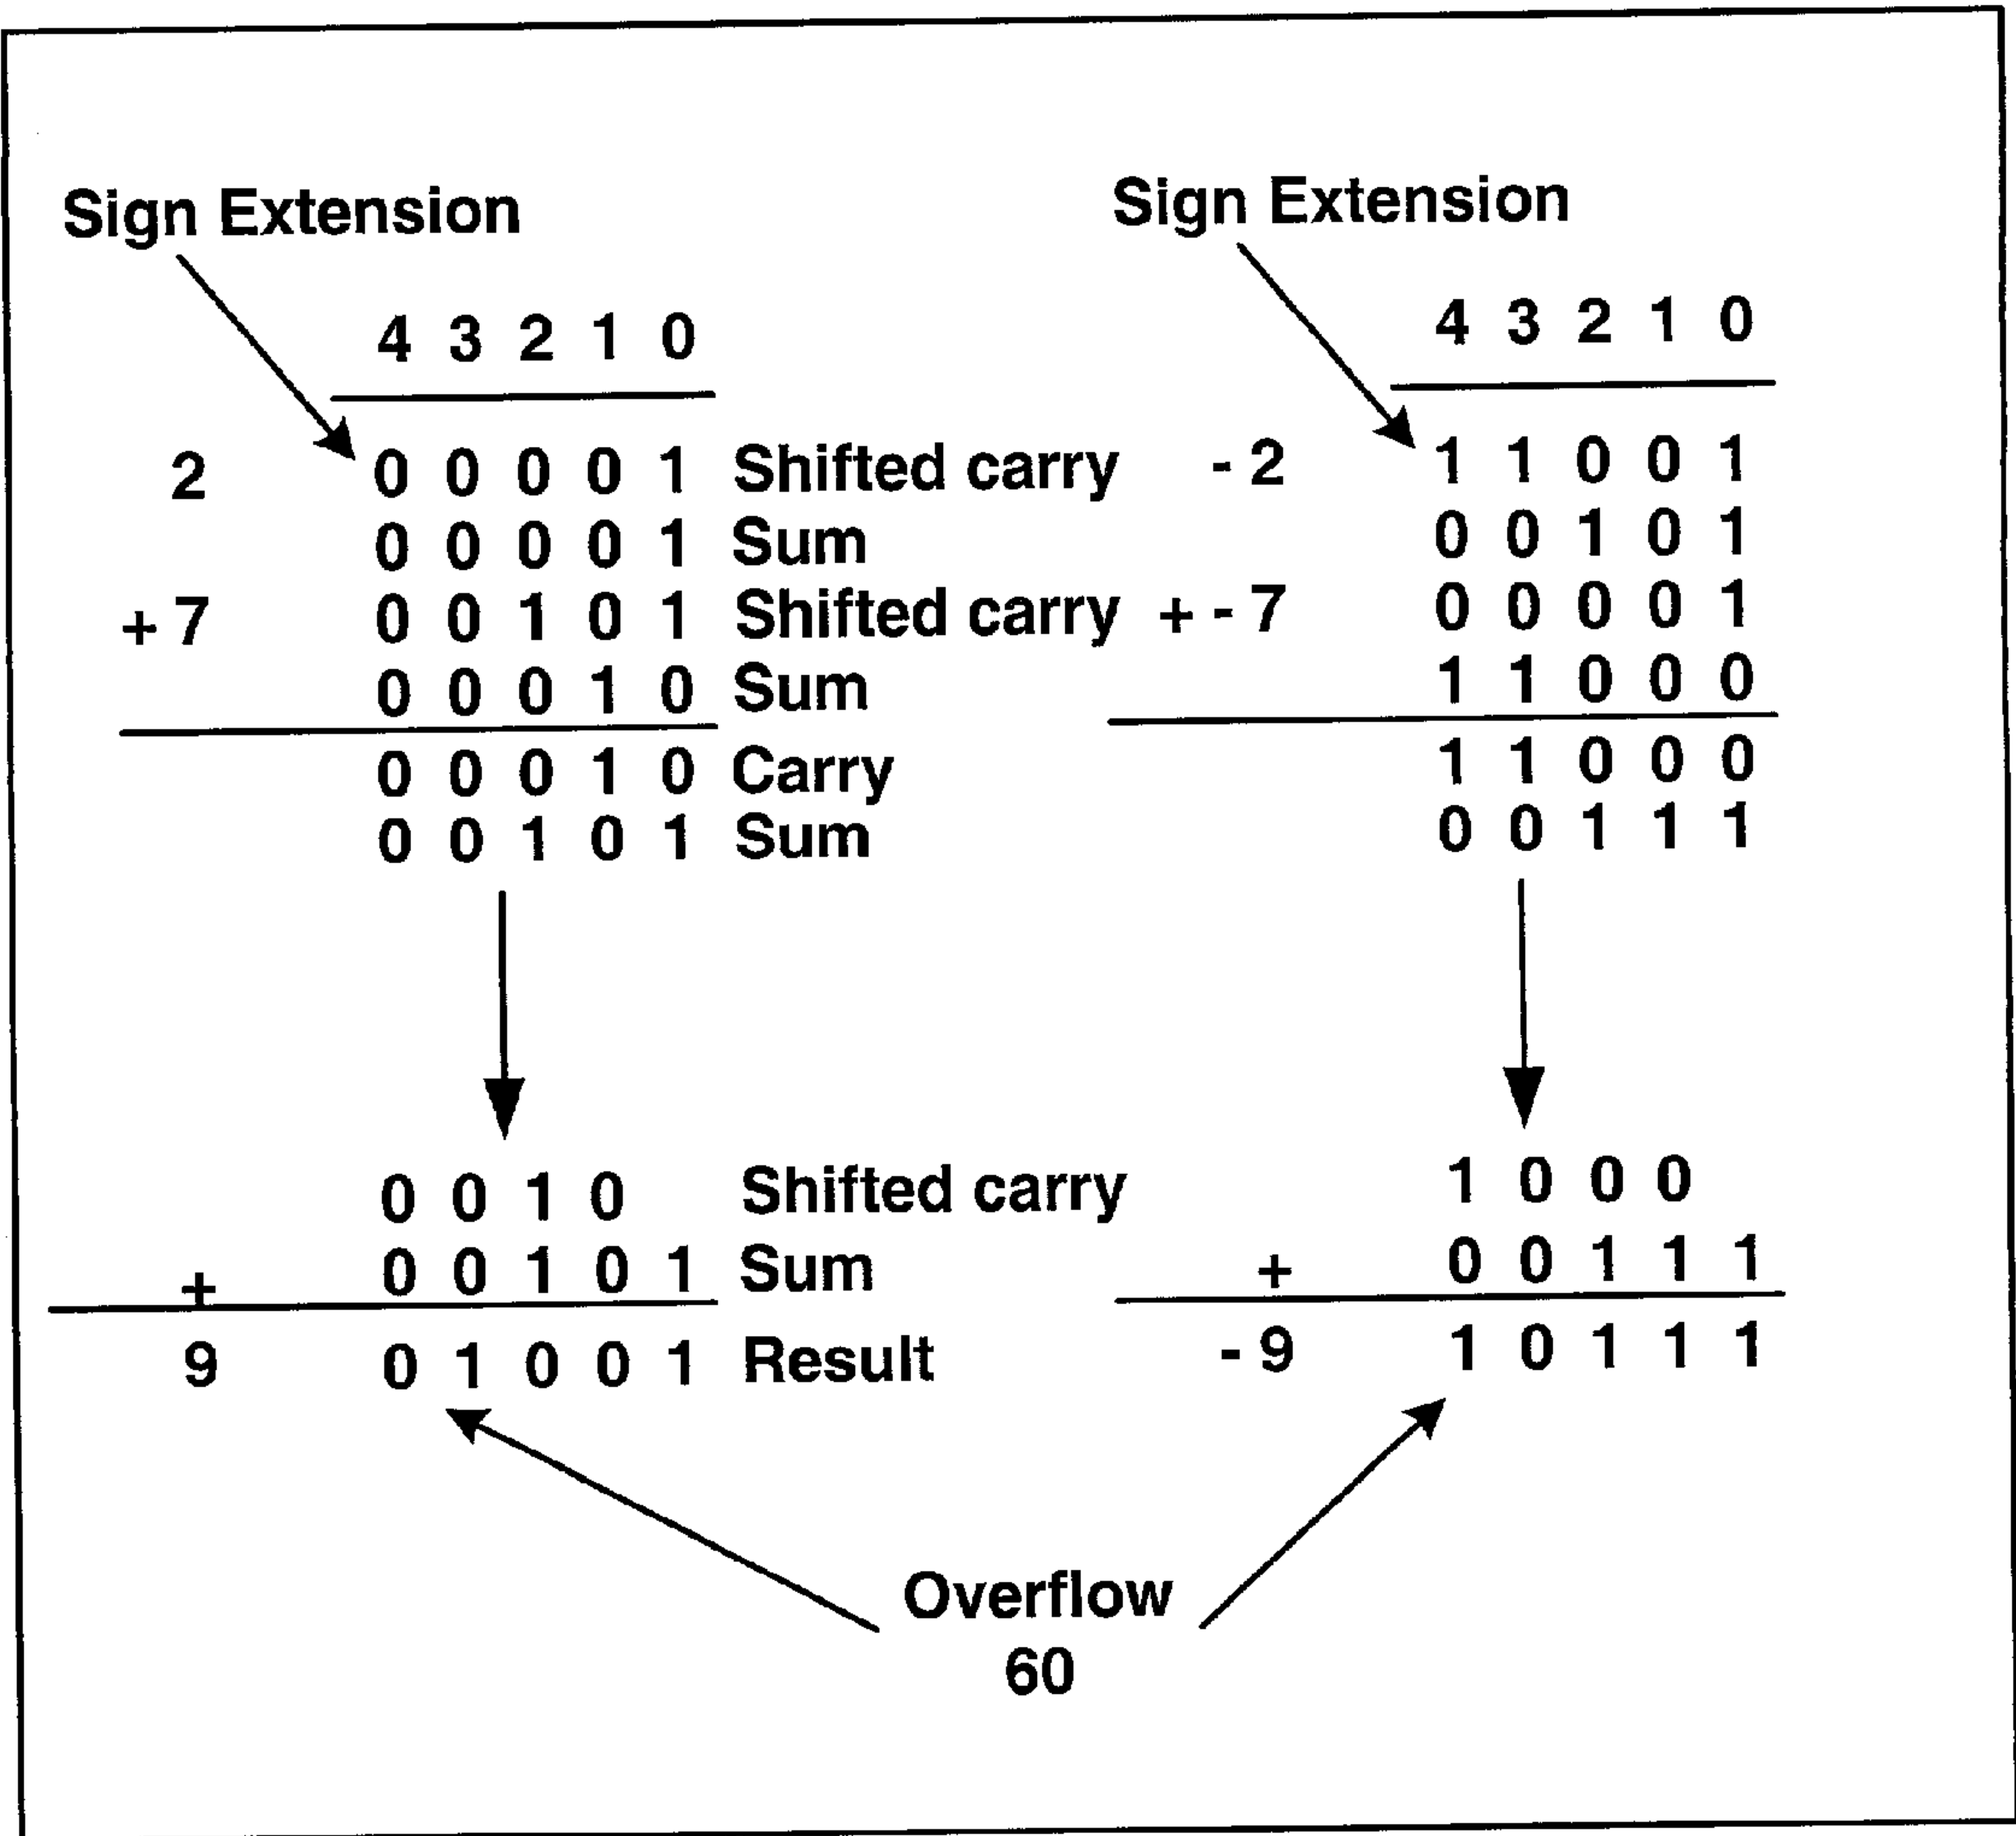 Sign Extension Sign Extension
4 3 2 1 0 4 3 2 1 0
2 0 0 0 0 1 Shifted carry - 2 1 1 0 0 1
0 0 0 0 1 Sum 0 0 1 0 1
+ 7 0 0 1 0 1 Shifted carry + - 7 0 0 0 0 1
0 0 0 1 0 Sum 1 1 0 0 0
0 0 0 1 0 Carry 1 1 0 0 0
0 0 1 0 1 Sum 0 0 1 1 1
0 0 1 0 Shifted carry 1 0 0 0
+ 0 0 1 0 1 Sum + 0 0 1 1 1
9 0 1 0 0 1 Result - 9 1 0 1 1 1
Overflow
60